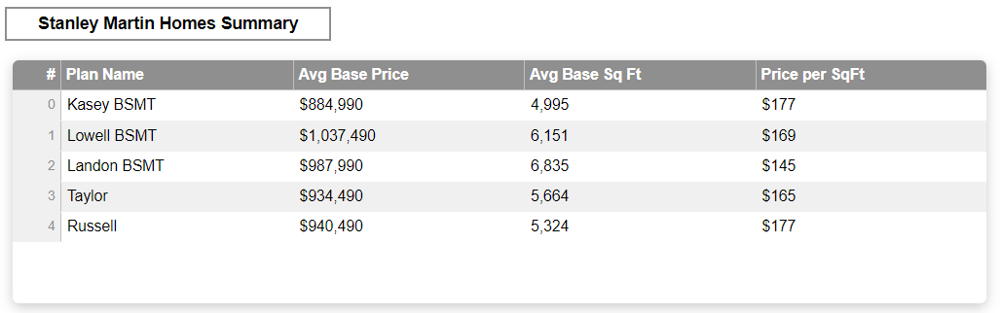 Stanley Martin Homes Summary
# Plan Name Avg Base Price Avg Base Sq Ft Price per SqFt
0 Kasey BSMT $884,990 4,995 $177
1 Lowell BSMT $1,037,490 6,151 $169
2 Landon BSMT $987,990 6,835 $145
3 Taylor $934,490 5,664 $165
4 Russell $940,490 5,324 $177